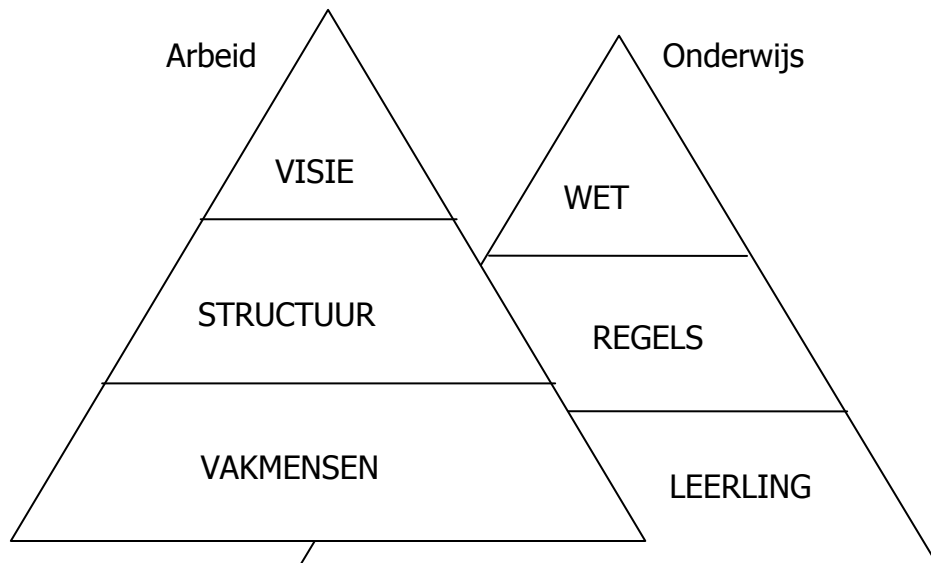 Arbeid
Onderwijs
VISIE
WET
STRUCTUUR
REGELS
VAKMENSEN
LEERLING